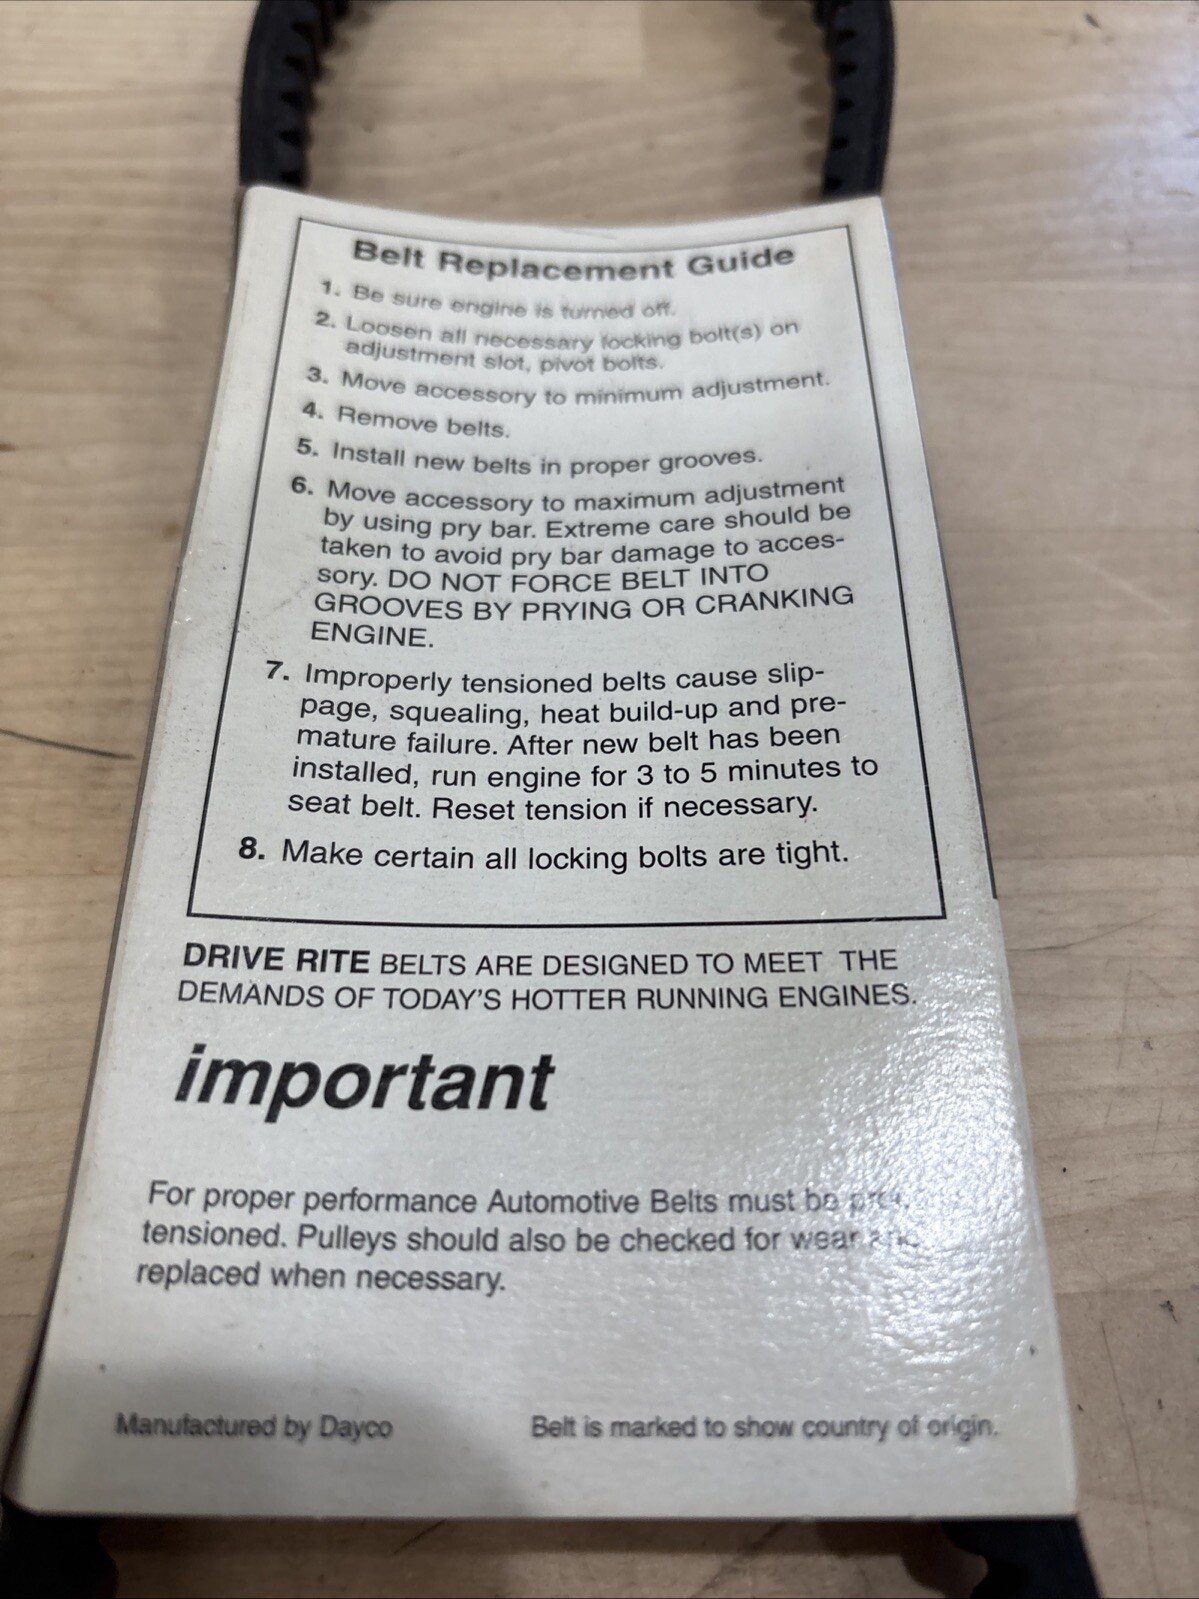 Belt Replacement Guide
1. Be sure engine is turned off.
2. Loosen all necessary locking bolt(s) on
adjustment slot, pivot bolts.
3. Move accessory to minimum adjustment.
4. Remove belts.
5. Install new belts in proper grooves.
6. Move accessory to maximum adjustment
by using pry bar. Extreme care should be
taken to avoid pry bar damage to acces-
sory. DO NOT FORCE BELT INTO
GROOVES BY PRYING OR CRANKING
ENGINE.
7. Improperly tensioned belts cause slip-
page, squealing, heat build-up and pre-
mature failure. After new belt has been
installed, run engine for 3 to 5 minutes to
seat belt. Reset tension if necessary.
8. Make certain all locking bolts are tight.
DRIVE RITE BELTS ARE DESIGNED TO MEET THE
DEMANDS OF TODAY'S HOTTER RUNNING ENGINES.
important
For proper performance Automotive Belts must be
tensioned. Pulleys should also be checked for wear
replaced when necessary.
Manufactured by Dayco
Belt is marked to show country of origin.